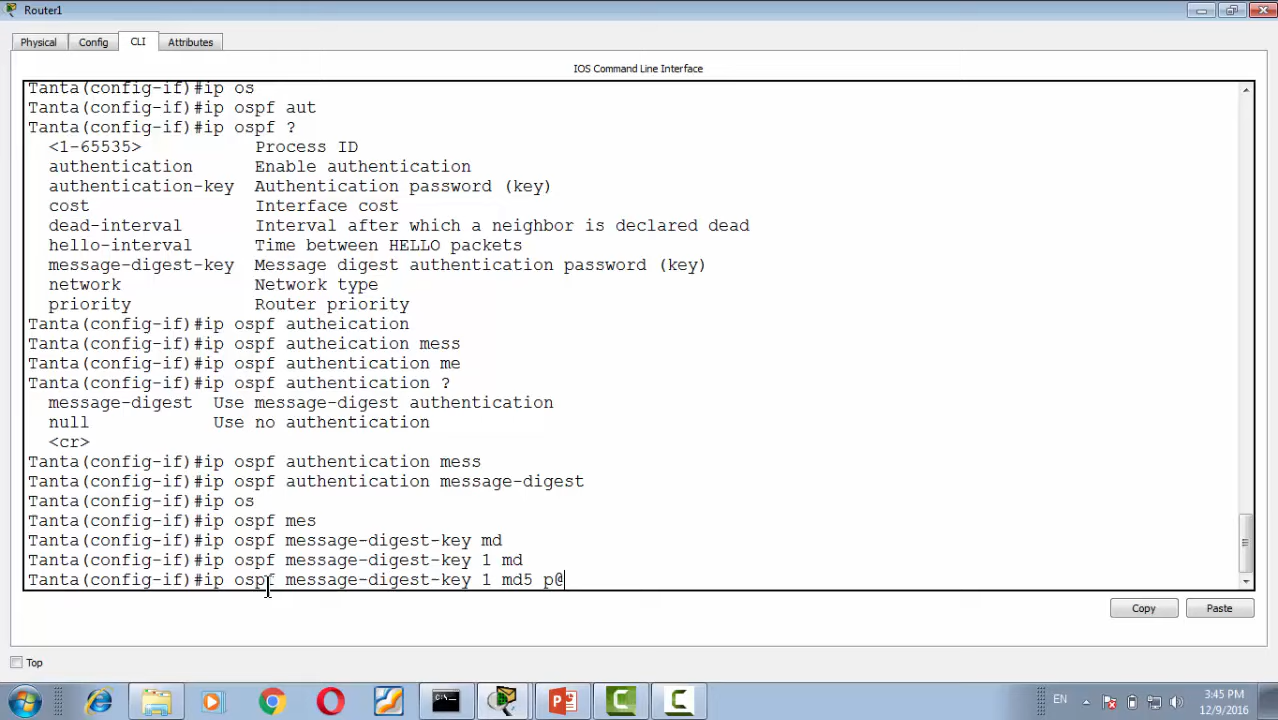 Router1
Physical
Config
CLI
Attributes
IOS Command Line Interface
Tanta(config-if)#ip os
Tanta(config-if)#ip ospf aut
Tanta(config-if)#ip ospf ?
<1-65535> Process ID
authentication Enable authentication
authentication-key Authentication password (key)
cost Interface cost
dead-interval Interval after which a neighbor is declared dead
hello-interval Time between HELLO packets
message-digest-key Message digest authentication password (key)
network Network type
priority Router priority
Tanta(config-if)#ip ospf autheication
Tanta(config-if)#ip ospf autheication mess
Tanta(config-if)#ip ospf authentication me
Tanta(config-if)#ip ospf authentication ?
message-digest Use message-digest authentication
null Use no authentication
<cr>
Tanta(config-if)#ip ospf authentication mess
Tanta(config-if)#ip ospf authentication message-digest
Tanta(config-if)#ip os
Tanta(config-if)#ip ospf mes
Tanta(config-if)#ip ospf message-digest-key md
Tanta(config-if)#ip ospf message-digest-key 1 md
Tanta(config-if)#ip ospf message-digest-key 1 md5 p@
Copy
Paste
Top
EN
3:45 PM
12/9/2016